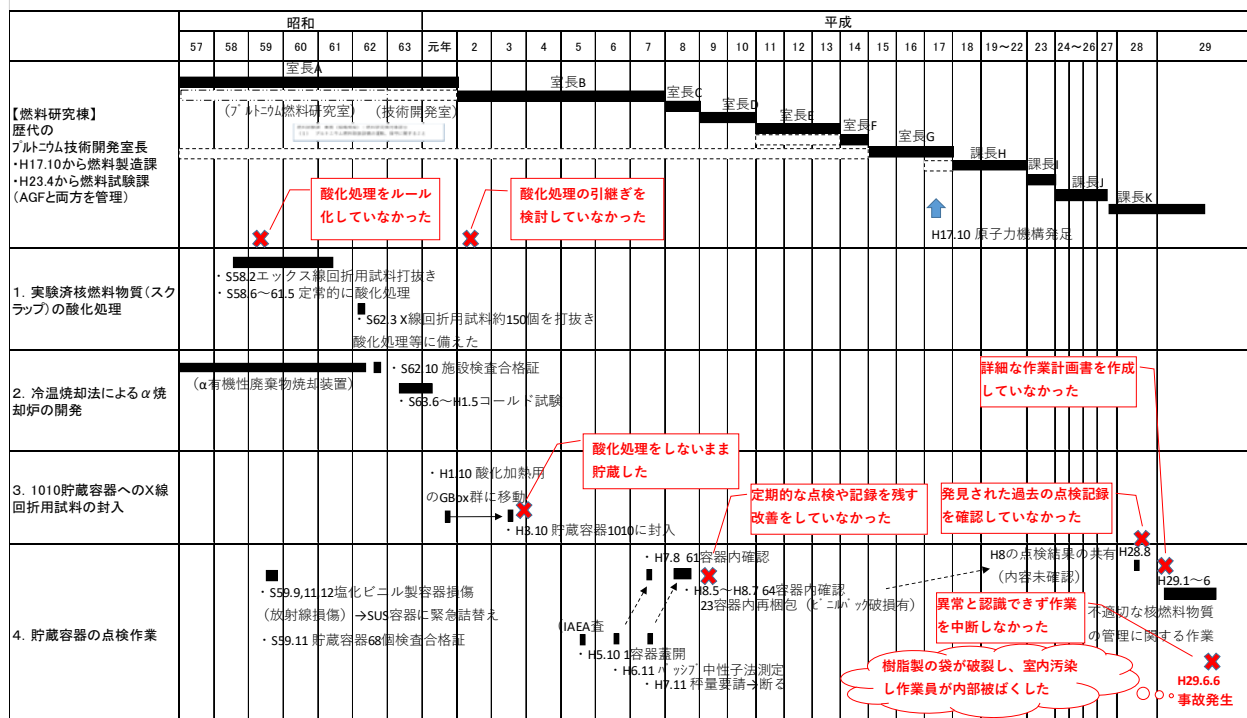 昭和
平成
57 58 59 60 61 62 63 元年 2 3 4 5 6 7 8 9 10 11 12 13 14 15 16 17 18 19～22 23 24～26 27 28 29
【燃料研究棟】
歴代の
プルトニウム技術開発室長
・H17.10から燃料製造課
・H23.4から燃料試験課
（AGFと両方を管理）
室長A
室長B
室長C
室長D
室長E
室長F
室長G
課長H
課長I
課長J
課長K
（プルトニウム燃料研究室）
（技術開発室）
酸化処理をルール
化していなかった
酸化処理の引継ぎを
検討していなかった
H17.10 原子力機構発足
1. 実験済核燃料物質（スク
ラップ）の酸化処理
・S58.2エックス線回折用試料打抜き
・S58.6～61.5 定常的に酸化処理
・S62.3 X線回折用試料約150個を打抜き
酸化処理等に備えた
2. 冷温焼却法によるα焼
却炉の開発
（α有機性廃棄物焼却装置）
・S62.10 施設検査合格証
・S63.6～H1.5コールド試験
詳細な作業計画書を作成
していなかった
3. 1010貯蔵容器へのX線
回折用試料の封入
・H1.10 酸化加熱用
のGBox群に移動
・H3.10 貯蔵容器1010に封入
酸化処理をしないまま
貯蔵した
定期的な点検や記録を残す
改善をしていなかった
発見された過去の点検記録
を確認していなかった
4. 貯蔵容器の点検作業
・S59.9,11,12塩化ビニル製容器損傷
（放射線損傷）→SUS容器に緊急詰替え
・S59.11 貯蔵容器68個検査合格証
・H7.8 61容器内確認
・H8.5～H8.7 64容器内確認
23容器内再梱包（ビニルバッグ破損有）
（IAEA査
・H5.10 1容器蓋開
・H6.11 パッシブ中性子法測定
・H7.11 秤量要請→断る
H8の点検結果の共有
（内容未確認）
H28.8
H29.1～6
不適切な核燃料物質
の管理に関する作業
異常と認識できず作業
を中断しなかった
樹脂製の袋が破裂し、室内汚染
し作業員が内部被ばくした
H29.6.6
事故発生